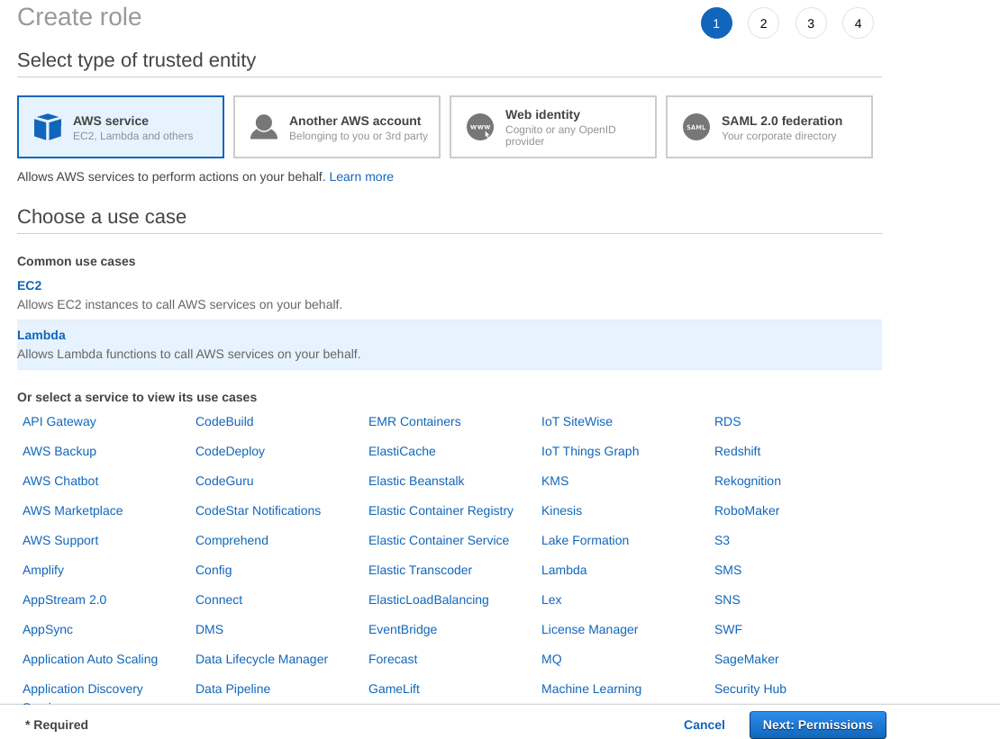 Create role
1 2 3 4
Select type of trusted entity
AWS service
EC2, Lambda and others
Another AWS account
Belonging to you or 3rd party
www
Web identity
Cognito or any OpenID
provider
SAML
SAML 2.0 federation
Your corporate directory
Allows AWS services to perform actions on your behalf. Learn more
Choose a use case
Common use cases
EC2
Allows EC2 instances to call AWS services on your behalf.
Lambda
Allows Lambda functions to call AWS services on your behalf.
Or select a service to view its use cases
API Gateway CodeBuild EMR Containers IoT SiteWise RDS
AWS Backup CodeDeploy ElastiCache IoT Things Graph Redshift
AWS Chatbot CodeGuru Elastic Beanstalk KMS Rekognition
AWS Marketplace CodeStar Notifications Elastic Container Registry Kinesis RoboMaker
AWS Support Comprehend Elastic Container Service Lake Formation S3
Amplify Config Elastic Transcoder Lambda SMS
AppStream 2.0 Connect ElasticLoadBalancing Lex SNS
AppSync DMS EventBridge License Manager SWF
Application Auto Scaling Data Lifecycle Manager Forecast MQ SageMaker
Application Discovery Data Pipeline GameLift Machine Learning Security Hub
* Required Cancel Next: Permissions